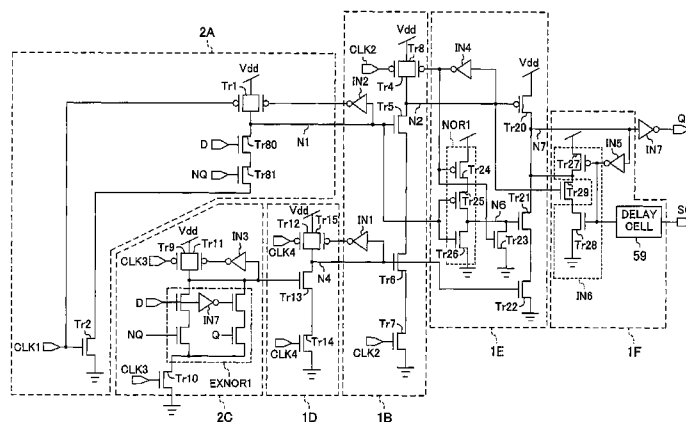 2A
1B
1E
Vdd
Tr1
IN2
CLK2
Vdd
Tr8
Tr4
IN4
Vdd
Tr5
N2
Tr20
N1
D
Tr80
NQ
Tr81
NOR1
Tr24
Tr25
N6
Tr26
Tr23
Tr21
N7
Tr27
IN5
IN7
Q
Tr29
Tr28
DELAY CELL
59
IN6
Vdd
Tr9
Tr11
IN3
CLK3
Vdd
Tr12
Tr15
IN1
CLK4
Tr13
N4
Tr6
Tr22
D
IN7
NQ
Q
CLK1
Tr2
CLK3
Tr10
EXNOR1
CLK4
Tr14
CLK2
Tr7
2C
1D
1B
1E
1F